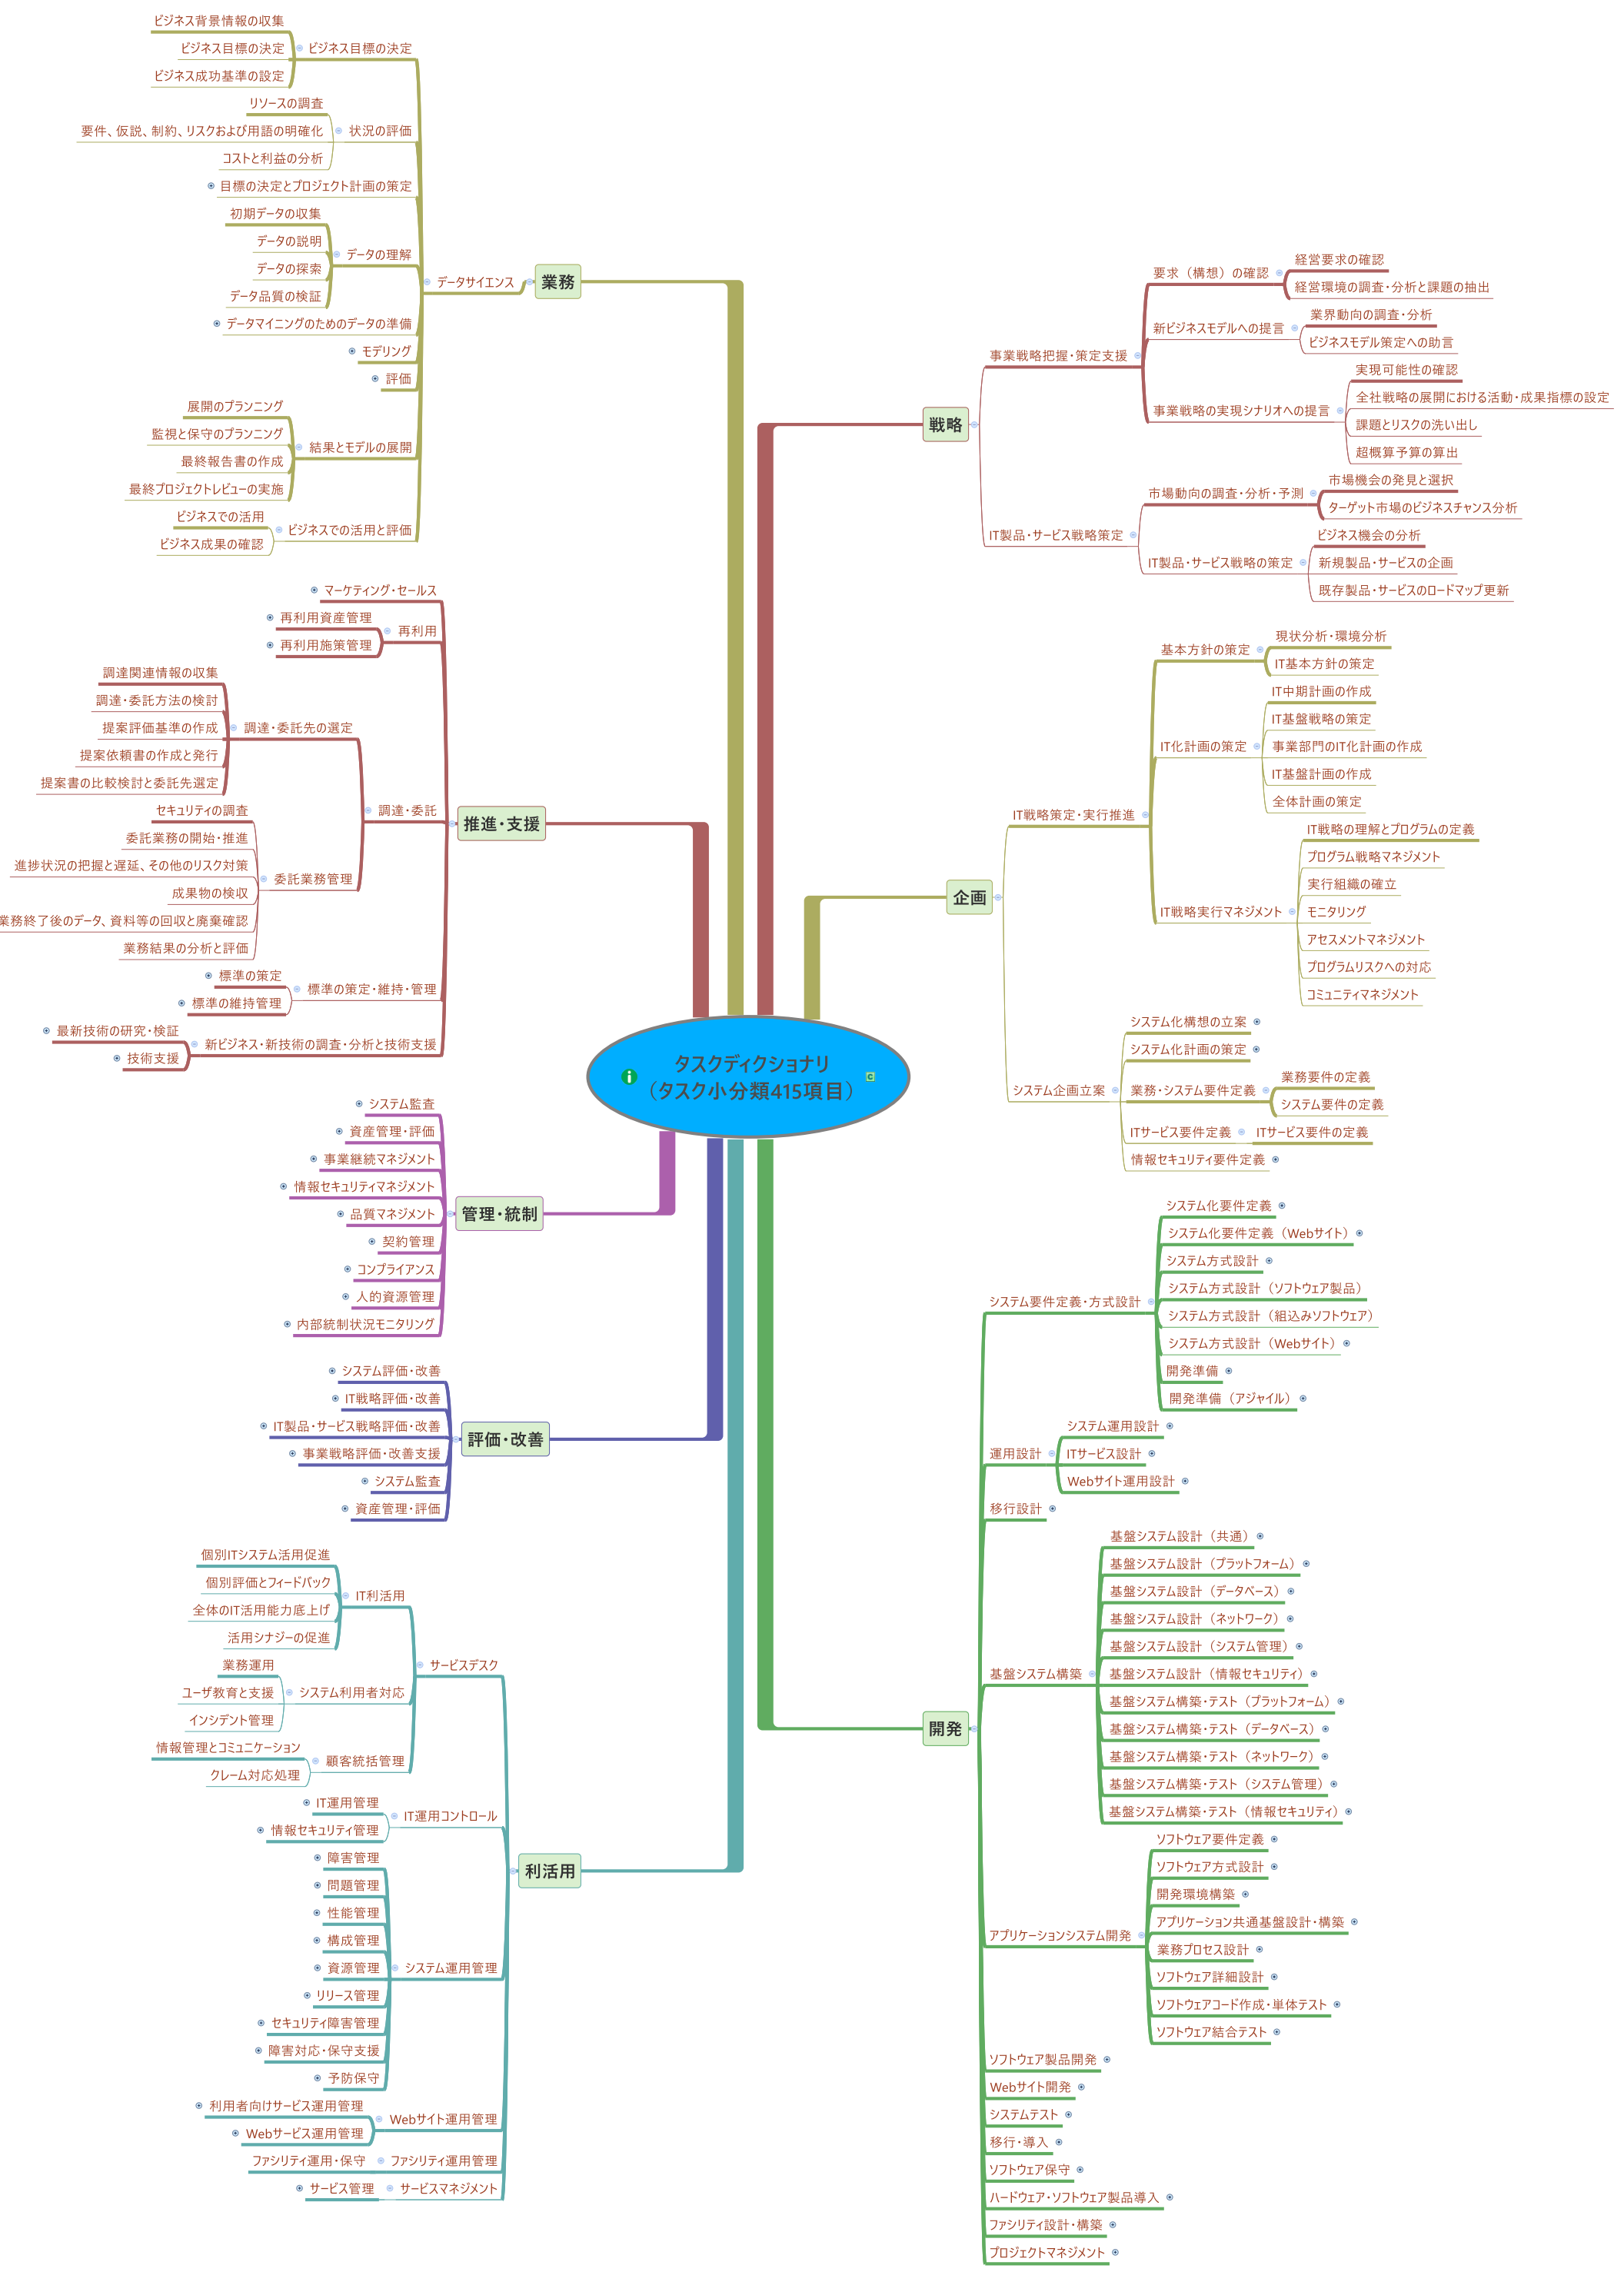 タスクディクショナリ
（タスク小分類415項目）
戦略
事業戦略把握・策定支援
要求（構想）の確認
経営要求の確認
経営環境の調査・分析と課題の抽出
新ビジネスモデルへの提言
業界動向の調査・分析
ビジネスモデル策定への助言
事業戦略の実現シナリオへの提言
実現可能性の確認
全社戦略の展開における活動・成果指標の設定
課題とリスクの洗い出し
超概算予算の算出
IT製品・サービス戦略策定
市場動向の調査・分析・予測
市場機会の発見と選択
ターゲット市場のビジネスチャンス分析
IT製品・サービス戦略の策定
ビジネス機会の分析
新規製品・サービスの企画
既存製品・サービスのロードマップ更新
企画
IT戦略策定・実行推進
基本方針の策定
現状分析・環境分析
IT基本方針の策定
IT化計画の策定
IT中期計画の作成
IT基盤戦略の策定
事業部門のIT化計画の作成
IT基盤計画の作成
全体計画の策定
IT戦略実行マネジメント
IT戦略の理解とプログラムの定義
プログラム戦略マネジメント
実行組織の確立
モニタリング
アセスメントマネジメント
プログラムリスクへの対応
コミュニティマネジメント
システム企画立案
システム化構想の立案
システム化計画の策定
業務・システム要件定義
業務要件の定義
システム要件の定義
ITサービス要件定義
ITサービス要件の定義
情報セキュリティ要件定義
開発
システム要件定義・方式設計
システム化要件定義
システム化要件定義（Webサイト）
システム方式設計
システム方式設計（ソフトウェア製品）
システム方式設計（組込みソフトウェア）
システム方式設計（Webサイト）
開発準備
開発準備（アジャイル）
運用設計
システム運用設計
ITサービス設計
Webサイト運用設計
移行設計
基盤システム構築
基盤システム設計（共通）
基盤システム設計（プラットフォーム）
基盤システム設計（データベース）
基盤システム設計（ネットワーク）
基盤システム設計（システム管理）
基盤システム設計（情報セキュリティ）
基盤システム構築・テスト（プラットフォーム）
基盤システム構築・テスト（データベース）
基盤システム構築・テスト（ネットワーク）
基盤システム構築・テスト（システム管理）
基盤システム構築・テスト（情報セキュリティ）
アプリケーションシステム開発
ソフトウェア要件定義
ソフトウェア方式設計
開発環境構築
アプリケーション共通基盤設計・構築
業務プロセス設計
ソフトウェア詳細設計
ソフトウェアコード作成・単体テスト
ソフトウェア結合テスト
ソフトウェア製品開発
Webサイト開発
システムテスト
移行・導入
ソフトウェア保守
ハードウェア・ソフトウェア製品導入
ファシリティ設計・構築
プロジェクトマネジメント
業務
データサイエンス
ビジネス目標の決定
ビジネス背景情報の収集
ビジネス目標の決定
ビジネス成功基準の設定
状況の評価
リソースの調査
要件、仮説、制約、リスクおよび用語の明確化
コストと利益の分析
目標の決定とプロジェクト計画の策定
データの理解
初期データの収集
データの説明
データの探索
データ品質の検証
データマイニングのためのデータの準備
モデリング
評価
結果とモデルの展開
展開のプランニング
監視と保守のプランニング
最終報告書の作成
最終プロジェクトレビューの実施
ビジネスでの活用と評価
ビジネスでの活用
ビジネス成果の確認
推進・支援
マーケティング・セールス
再利用
再利用資産管理
再利用施策管理
調達・委託
調達・委託先の選定
調達関連情報の収集
調達・委託方法の検討
提案評価基準の作成
提案依頼書の作成と発行
提案書の比較検討と委託先選定
委託業務管理
セキュリティの調査
委託業務の開始・推進
進捗状況の把握と遅延、その他のリスク対策
成果物の検収
業務終了後のデータ、資料等の回収と廃棄確認
業務結果の分析と評価
標準の策定・維持・管理
標準の策定
標準の維持管理
新ビジネス・新技術の調査・分析と技術支援
最新技術の研究・検証
技術支援
管理・統制
システム監査
資産管理・評価
事業継続マネジメント
情報セキュリティマネジメント
品質マネジメント
契約管理
コンプライアンス
人的資源管理
内部統制状況モニタリング
評価・改善
システム評価・改善
IT戦略評価・改善
IT製品・サービス戦略評価・改善
事業戦略評価・改善支援
システム監査
資産管理・評価
利活用
サービスデスク
IT利活用
個別ITシステム活用促進
個別評価とフィードバック
全体のIT活用能力底上げ
活用シナジーの促進
システム利用者対応
業務運用
ユーザ教育と支援
インシデント管理
顧客統括管理
情報管理とコミュニケーション
クレーム対応処理
IT運用コントロール
IT運用管理
情報セキュリティ管理
システム運用管理
障害管理
問題管理
性能管理
構成管理
資源管理
リリース管理
セキュリティ障害管理
障害対応・保守支援
予防保守
Webサイト運用管理
利用者向けサービス運用管理
Webサービス運用管理
ファシリティ運用管理
ファシリティ運用・保守
サービスマネジメント
サービス管理